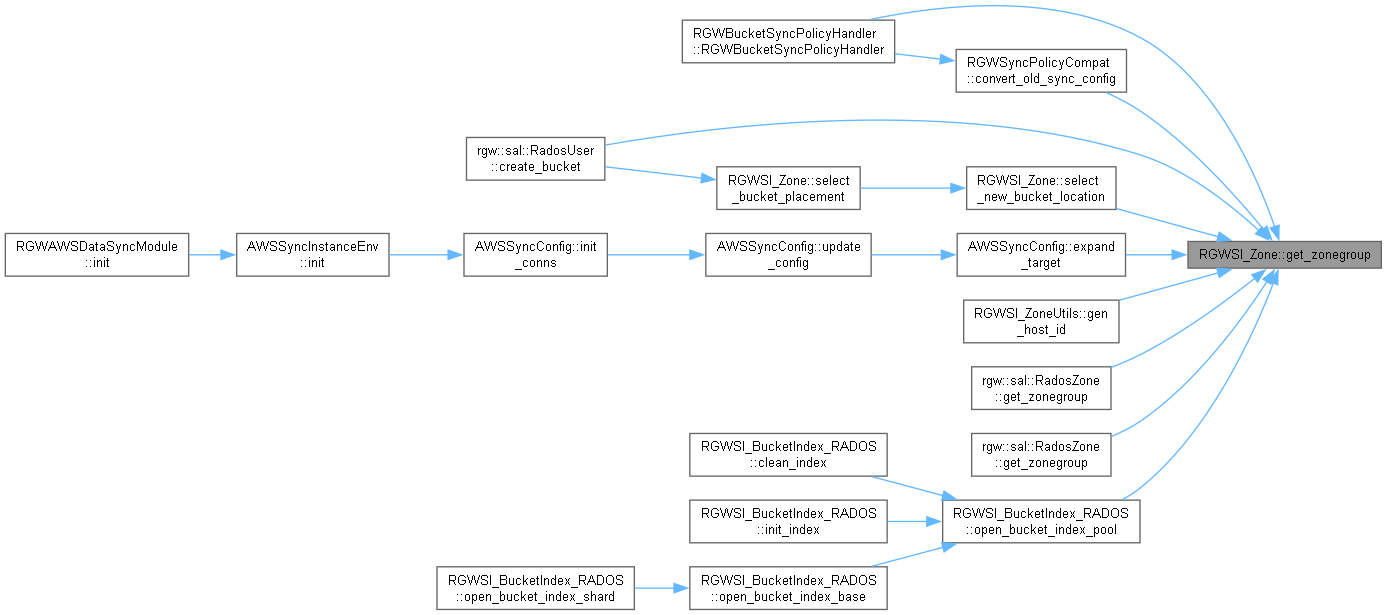 RGWBucketSyncPolicyHandler
::RGWBucketSyncPolicyHandler
RGWSyncPolicyCompat
::convert_old_sync_config
rgw::sal::RadosUser
::create_bucket
RGWSI_Zone::select
_bucket_placement
RGWSI_Zone::select
_new_bucket_location
RGWAWSDataSyncModule
::init
AWSSyncInstanceEnv
::init
AWSSyncConfig::init
_conns
AWSSyncConfig::update
_config
AWSSyncConfig::expand
_target
RGWSI_Zone::get_zonegroup
RGWSI_ZoneUtils::gen
_host_id
rgw::sal::RadosZone
::get_zonegroup
rgw::sal::RadosZone
::get_zonegroup
RGWSI_BucketIndex_RADOS
::clean_index
RGWSI_BucketIndex_RADOS
::init_index
RGWSI_BucketIndex_RADOS
::open_bucket_index_pool
RGWSI_BucketIndex_RADOS
::open_bucket_index_shard
RGWSI_BucketIndex_RADOS
::open_bucket_index_base